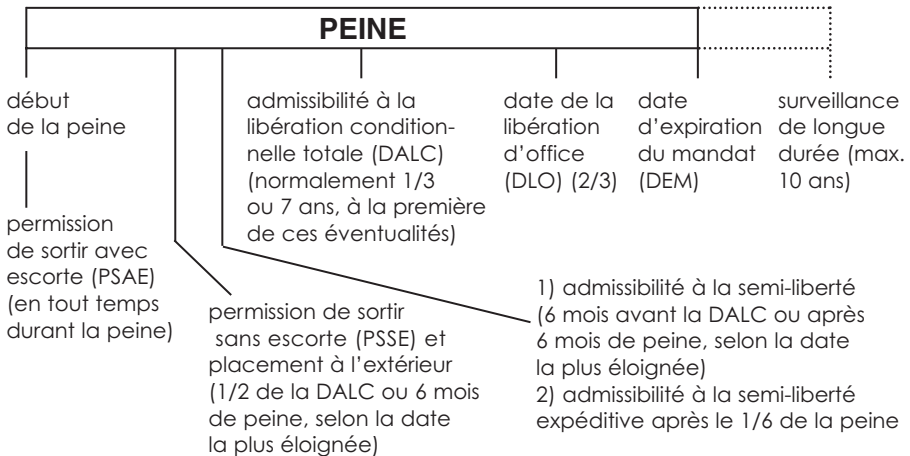 PEINE
début
de la peine
permission
de sortir avec
escorte (PSAE)
(en tout temps
durant la peine)
permission de sortir
sans escorte (PSSE) et
placement à l'extérieur
(1/2 de la DALC ou 6 mois
de peine, selon la date
la plus éloignée)
admissibilité à la
libération condition-
nelle totale (DALC)
(normalement 1/3
ou 7 ans, à la première
de ces éventualités)
1) admissibilité à la semi-liberté
(6 mois avant la DALC ou après
6 mois de peine, selon la date
la plus éloignée)
2) admissibilité à la semi-liberté
expéditive après le 1/6 de la peine
date de la
libération
d'office
(DLO) (2/3)
date
d'expiration
du mandat
(DEM)
surveillance
de longue
durée (max.
10 ans)